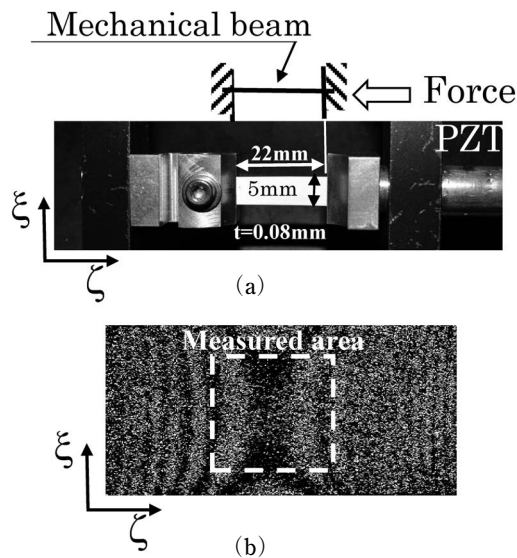 Mechanical beam
Force
PZT
22mm
5mm
t=0.08mm
ξ
ζ
(a)
Measured area
ξ
ζ
(b)